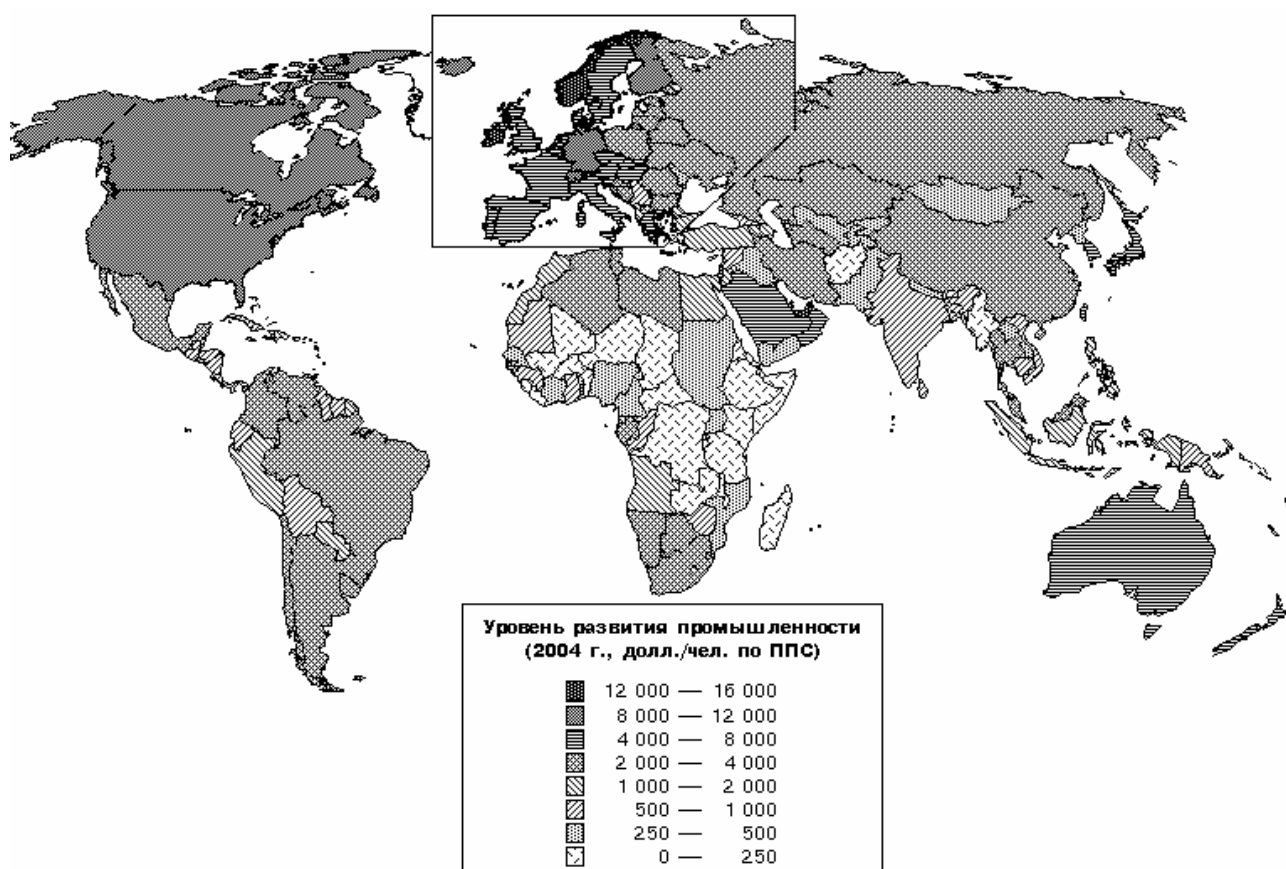 Уровень развития промышленности
(2004 г., долл./чел. по ППС)
12 000 — 16 000
8 000 — 12 000
4 000 — 8 000
2 000 — 4 000
1 000 — 2 000
500 — 1 000
250 — 500
0 — 250